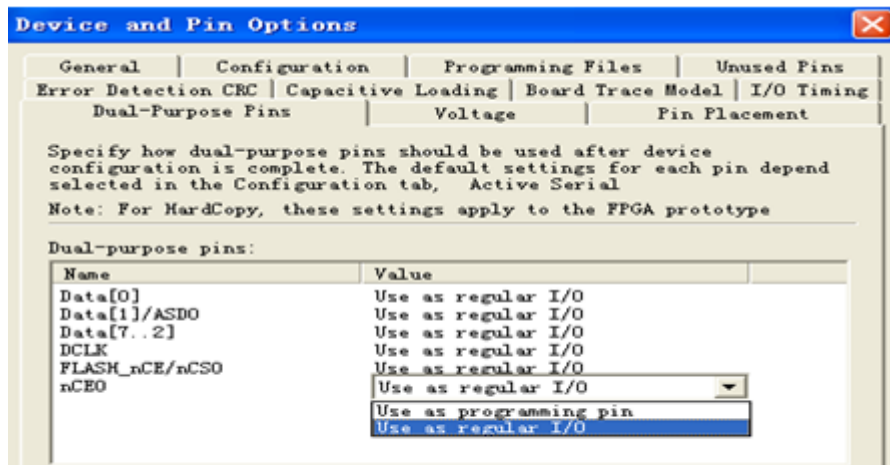 Device and Pin Options
General Configuration Programming Files Unused Pins
Error Detection CRC Capacitive Loading Board Trace Model I/O Timing
Dual-Purpose Pins Voltage Pin Placement
Specify how dual-purpose pins should be used after device
configuration is complete. The default settings for each pin depend
selected in the Configuration tab, Active Serial
Note: For HardCopy, these settings apply to the FPGA prototype
Dual-purpose pins:
Name Value
Data[0] Use as regular I/O
Data[1]/ASDO Use as regular I/O
Data[7..2] Use as regular I/O
DCLK Use as regular I/O
FLASH_nCE/nCSO Use as regular I/O
nCEO Use as regular I/O
Use as programming pin
Use as regular I/O